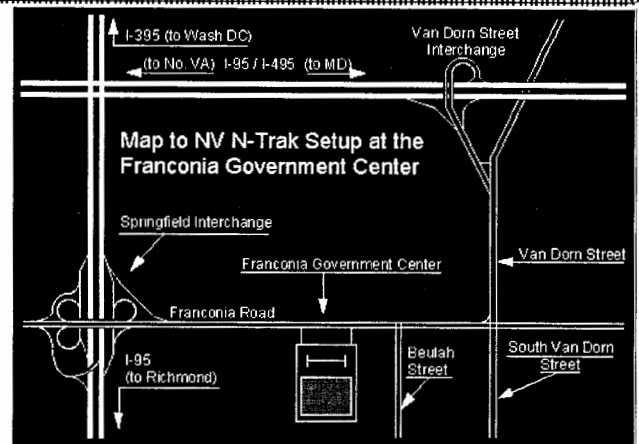 I-395 (to Wash DC)
(to No. VA) I-95 / I-495 (to MD)
Van Dorn Street
Interchange
Map to NV N-Trak Setup at the
Franconia Government Center
Springfield Interchange
Franconia Government Center
Van Dorn Street
Franconia Road
I-95
(to Richmond)
Beulah
Street
South Van Dorn
Street